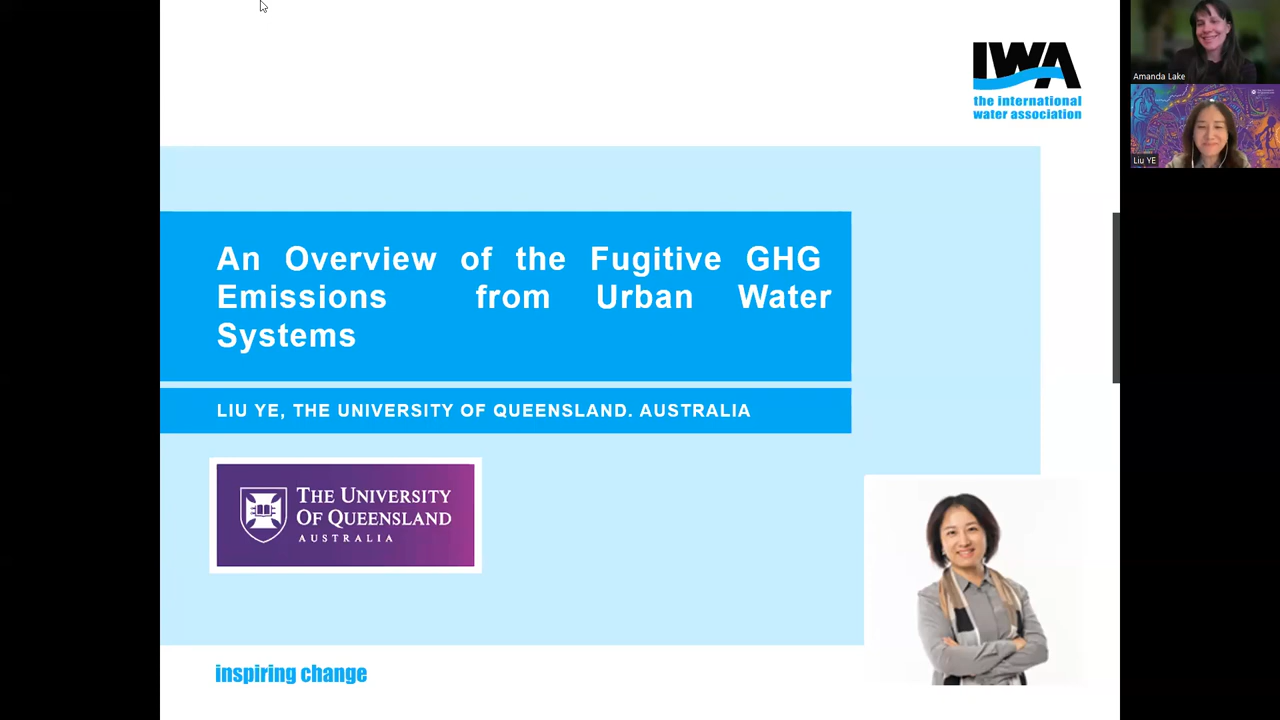 IWA
the international
water association
Amanda Lake
Liu YE
An Overview of the Fugitive GHG
Emissions from Urban Water
Systems
LIU YE, THE UNIVERSITY OF QUEENSLAND. AUSTRALIA
THE UNIVERSITY
OF QUEENSLAND
AUSTRALIA
inspiring change